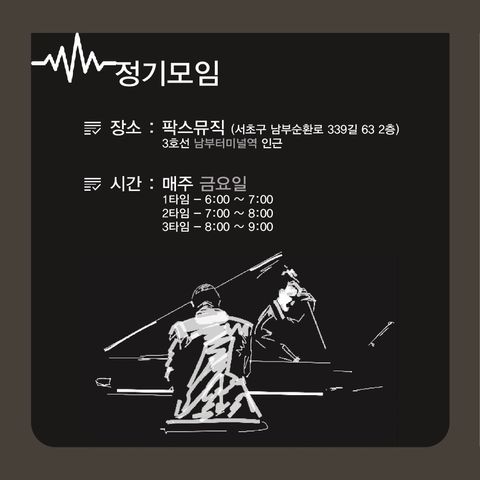 정기모임
장소 : 팍스뮤직 (서초구 남부순환로 339길 63 2층)
3호선 남부터미널역 인근
시간 : 매주 금요일
1타임 - 6:00 ~ 7:00
2타임 - 7:00 ~ 8:00
3타임 - 8:00 ~ 9:00